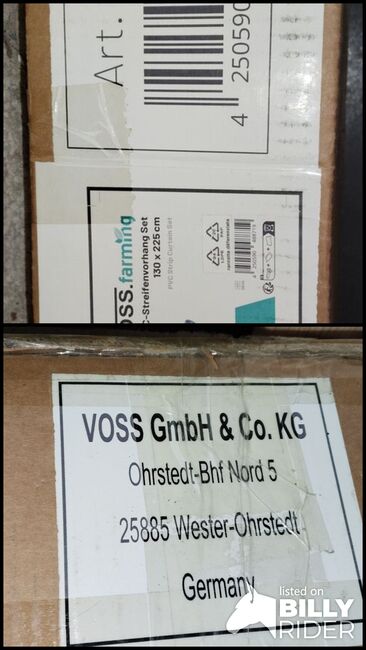 Art.
4 250590
OSS.farming
C-Streifenvorhang Set
130 x 225 cm
PVC Strip Curtain Set
VOSS GmbH & Co. KG
Ohrstedt-Bhf Nord 5
25885 Wester-Ohrstedt
Germany
listed on
BILLY
RIDER